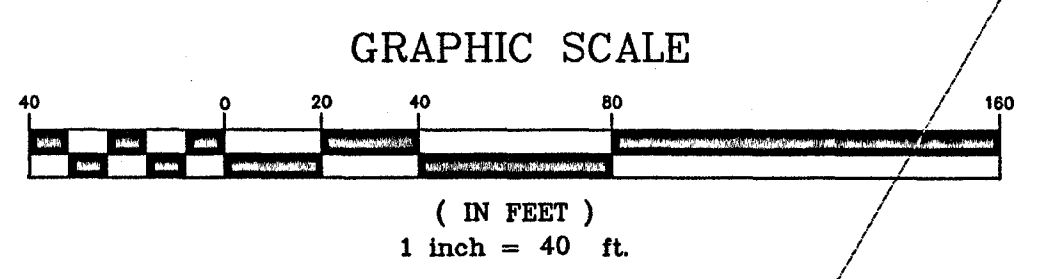 GRAPHIC SCALE
40 0 20 40 80 160
( IN FEET )
1 inch = 40 ft.